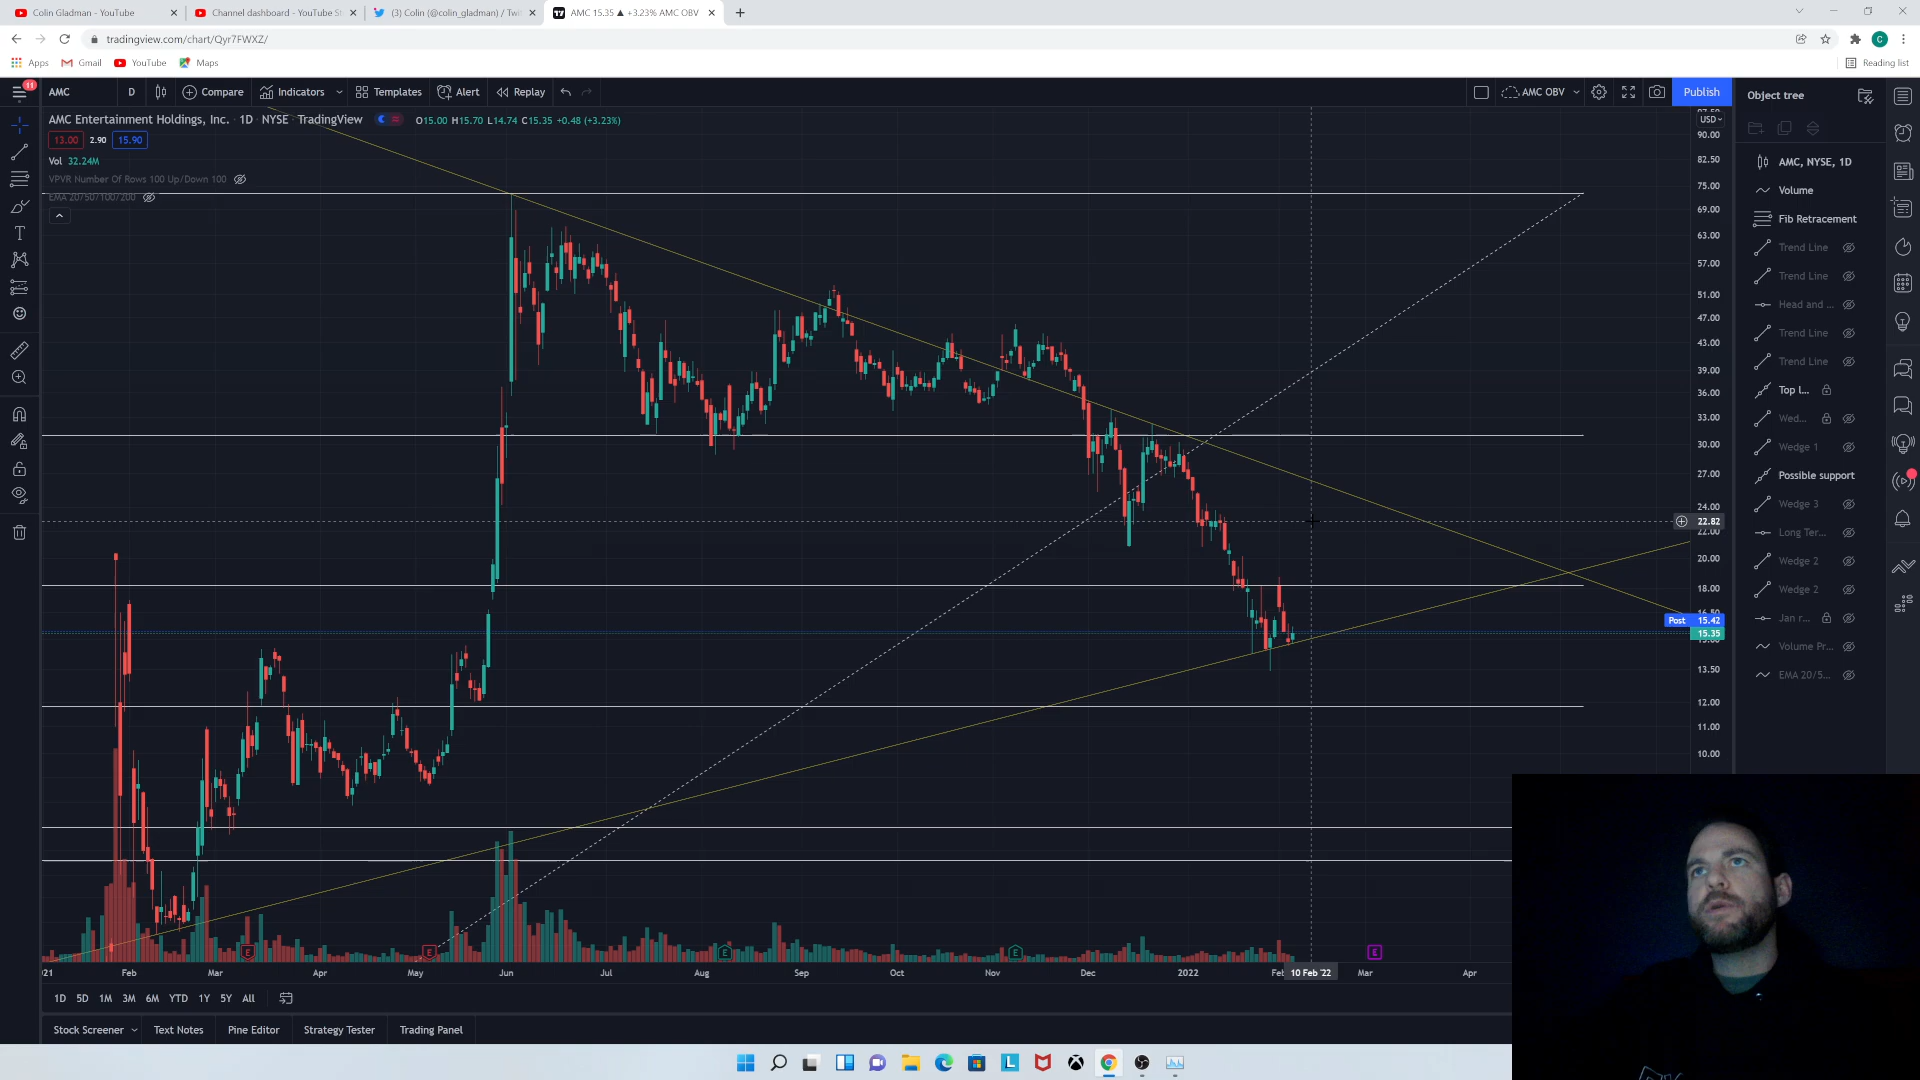 Colin Gladman - YouTube
Channel dashboard - YouTube St
(3) Colin (@colin_gladman) / Twi
AMC 15.35 ▲ +3.23% AMC OBV
tradingview.com/chart/Qyr7FWXZ/
Apps
Gmail
YouTube
Maps
Reading list
11
AMC
D
Compare
Indicators
Templates
Alert
Replay
AMC OBV
Publish
Object tree
AMC Entertainment Holdings, Inc. · 1D · NYSE · TradingView
O15.00 H15.70 L14.74 C15.35 +0.48 (+3.23%)
13.00
2.90
15.90
Vol 32.24M
VPVR Number Of Rows 100 Up/Down 100
EMA 20/50/100/200
USD
90.00
82.50
75.00
69.00
63.00
57.00
51.00
47.00
43.00
39.00
36.00
33.00
30.00
27.00
24.00
22.82
22.00
20.00
18.00
16.50
Post 15.42
15.35
13.50
12.00
11.00
10.00
AMC, NYSE, 1D
Volume
Fib Retracement
Trend Line
Trend Line
Head and ...
Trend Line
Trend Line
Top l...
Wed...
Wedge 1
Possible support
Wedge 3
Long Ter...
Wedge 2
Wedge 2
Jan r...
Volume Pr...
EMA 20/5...
E
E
E
E
E
Feb
Mar
Apr
May
Jun
Jul
Aug
Sep
Oct
Nov
Dec
2022
10 Feb '22
Mar
Apr
1D
5D
1M
3M
6M
YTD
1Y
5Y
All
Stock Screener
Text Notes
Pine Editor
Strategy Tester
Trading Panel